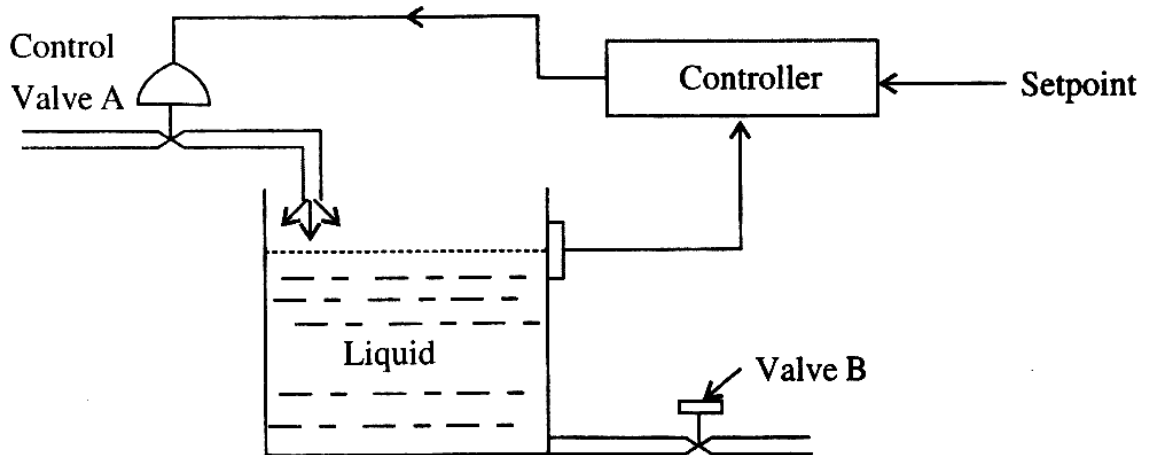 Control
Valve A
Controller
Setpoint
Liquid
Valve B